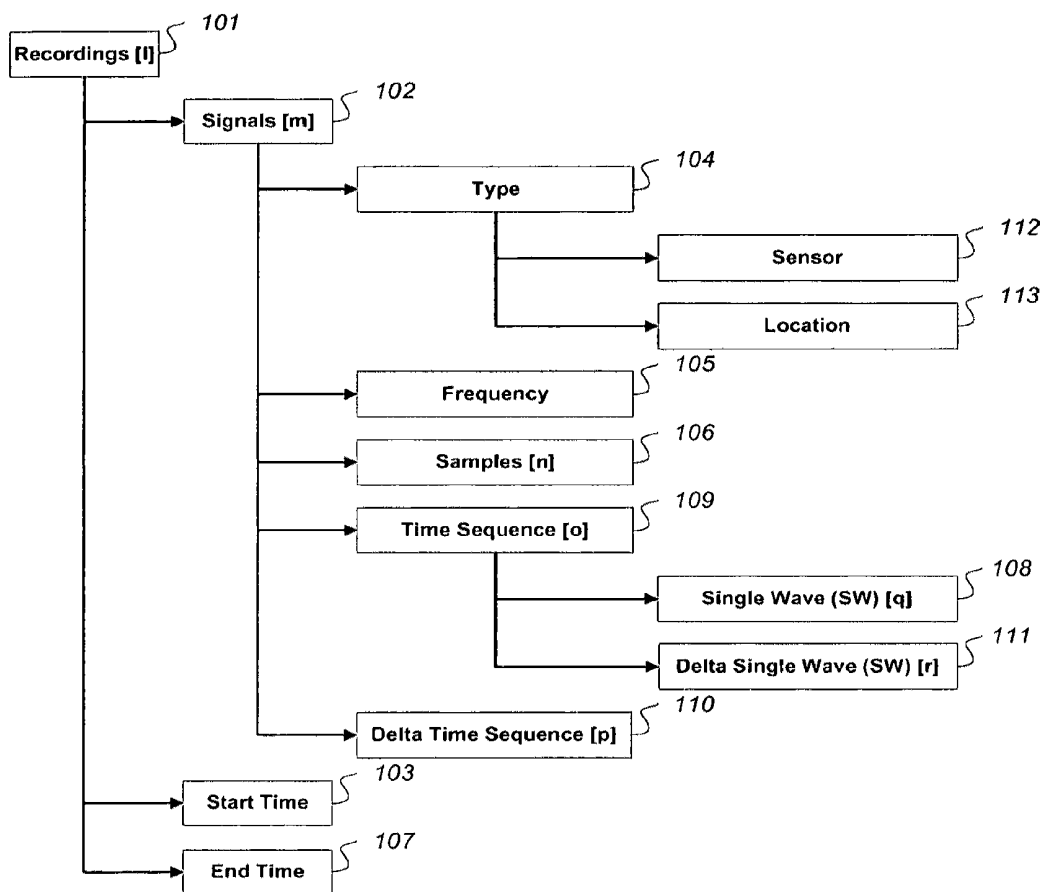 101
Recordings [l]
102
Signals [m]
104
Type
112
Sensor
113
Location
105
Frequency
106
Samples [n]
109
Time Sequence [o]
108
Single Wave (SW) [q]
111
Delta Single Wave (SW) [r]
110
Delta Time Sequence [p]
103
Start Time
107
End Time